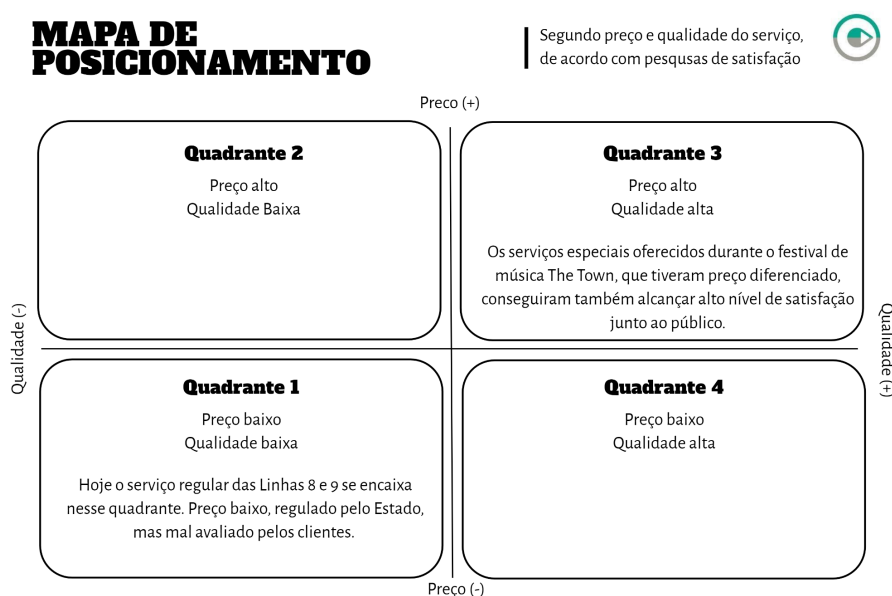 MAPA DE
POSICIONAMENTO
Segundo preço e qualidade do serviço,
de acordo com pesqusas de satisfação
Preco (+)
Quadrante 2
Preço alto
Qualidade Baixa
Quadrante 3
Preço alto
Qualidade alta
Os serviços especiais oferecidos durante o festival de
música The Town, que tiveram preço diferenciado,
conseguiram também alcançar alto nível de satisfação
junto ao público.
Qualidade (-)
Qualidade (+)
Quadrante 1
Preço baixo
Qualidade baixa
Hoje o serviço regular das Linhas 8 e 9 se encaixa
nesse quadrante. Preço baixo, regulado pelo Estado,
mas mal avaliado pelos clientes.
Quadrante 4
Preço baixo
Qualidade alta
Preço (-)